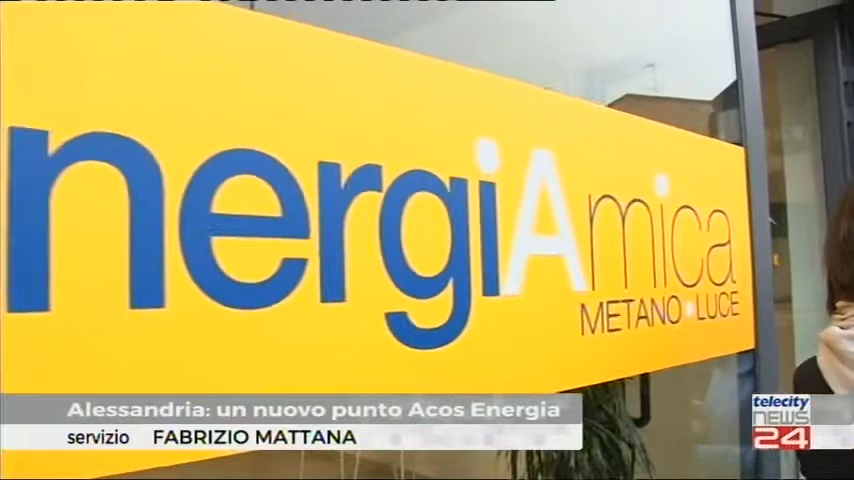 nergiAmica
METANO LUCE
Alessandria: un nuovo punto Acos Energia
servizio FABRIZIO MATTANA
telecity
NEWS
24